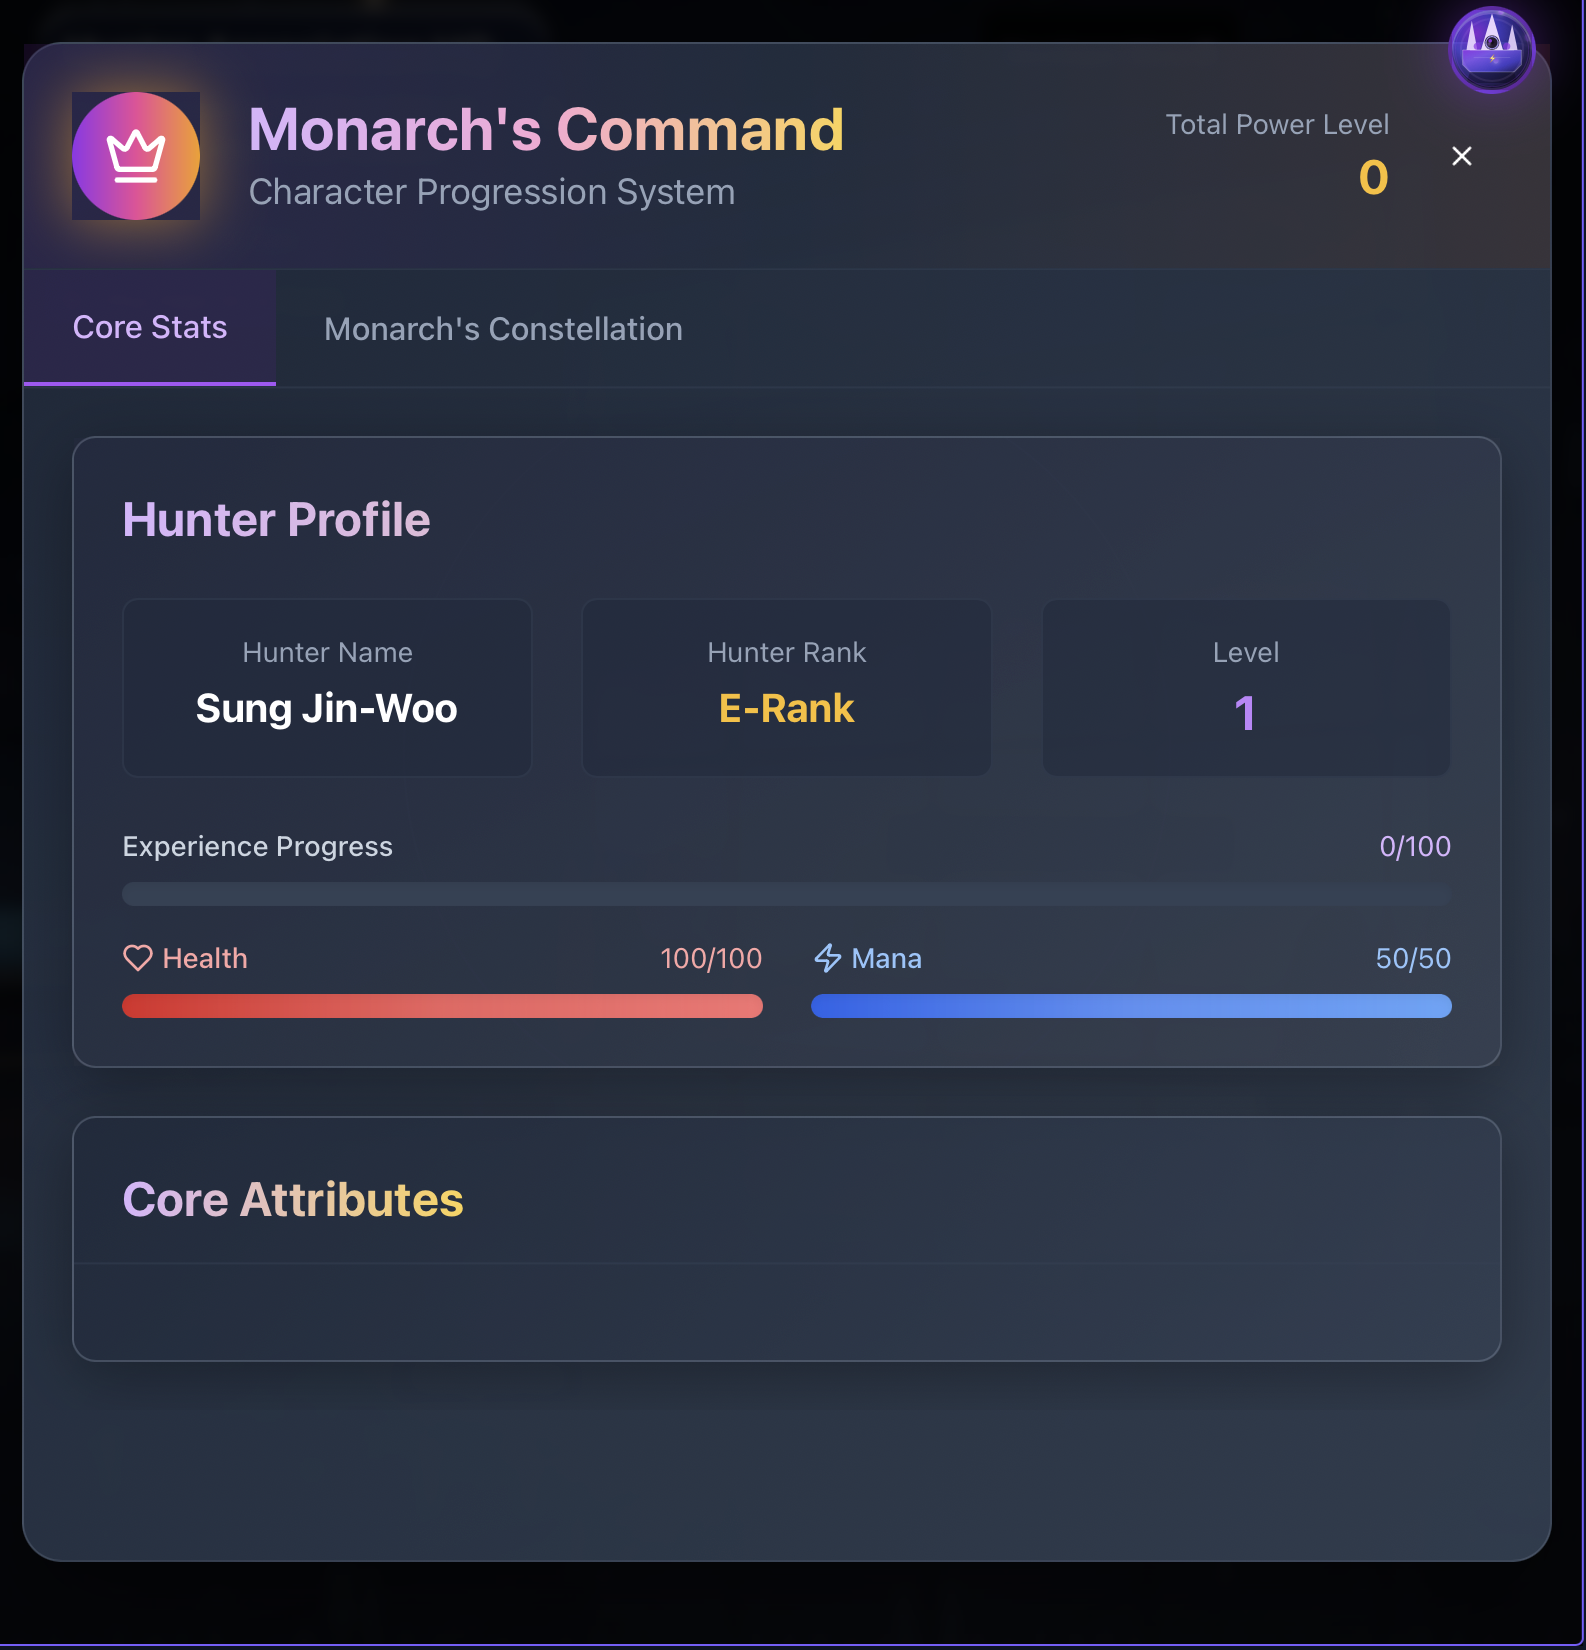 Monarch's Command
Character Progression System
Total Power Level
0
Core Stats
Monarch's Constellation
Hunter Profile
Hunter Name
Sung Jin-Woo
Hunter Rank
E-Rank
Level
1
Experience Progress
0/100
Health
100/100
Mana
50/50
Core Attributes